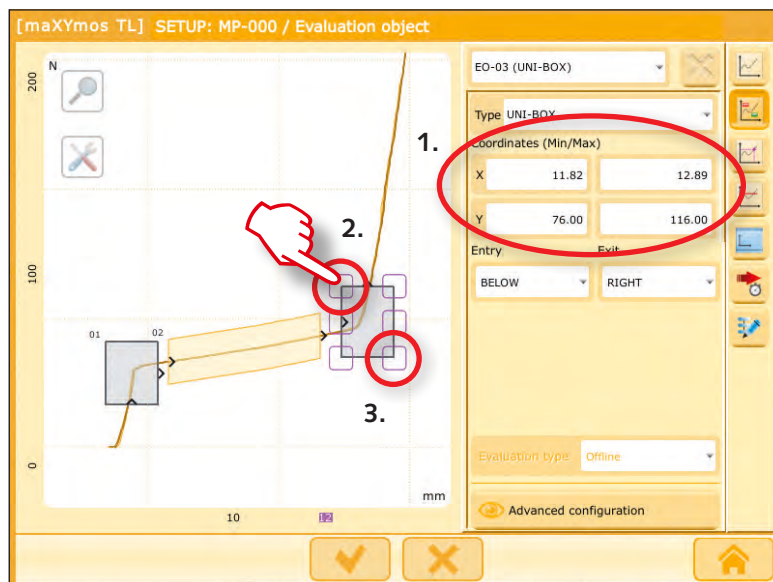 [maXYmos TL] SETUP: MP-000 / Evaluation object
N
200
100
0
01
02
10
12
mm
1.
2.
3.
EO-03 (UNI-BOX)
Type UNI-BOX
Coordinates (Min/Max)
X 11.82 12.89
Y 76.00 116.00
Entry Exit
BELOW RIGHT
Evaluation type Offline
Advanced configuration